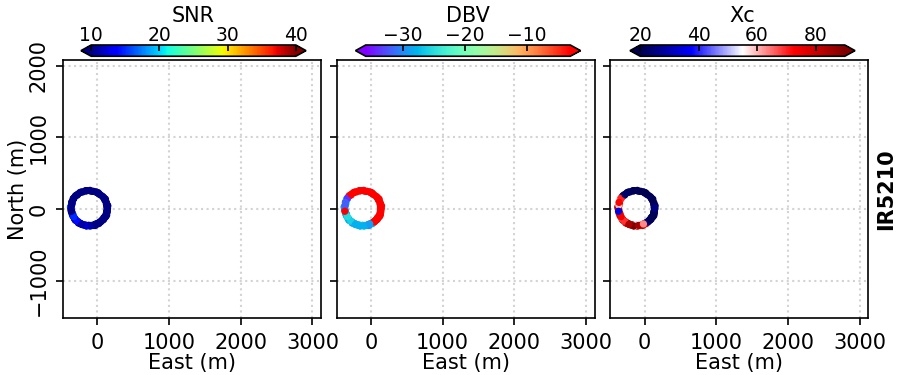 SNR DBV Xc
10 20 30 40 −30 −20 −10 20 40 60 80
2000
1000
0
−1000
North (m)
IR5210
0 1000 2000 3000 0 1000 2000 3000 0 1000 2000 3000
East (m) East (m) East (m)